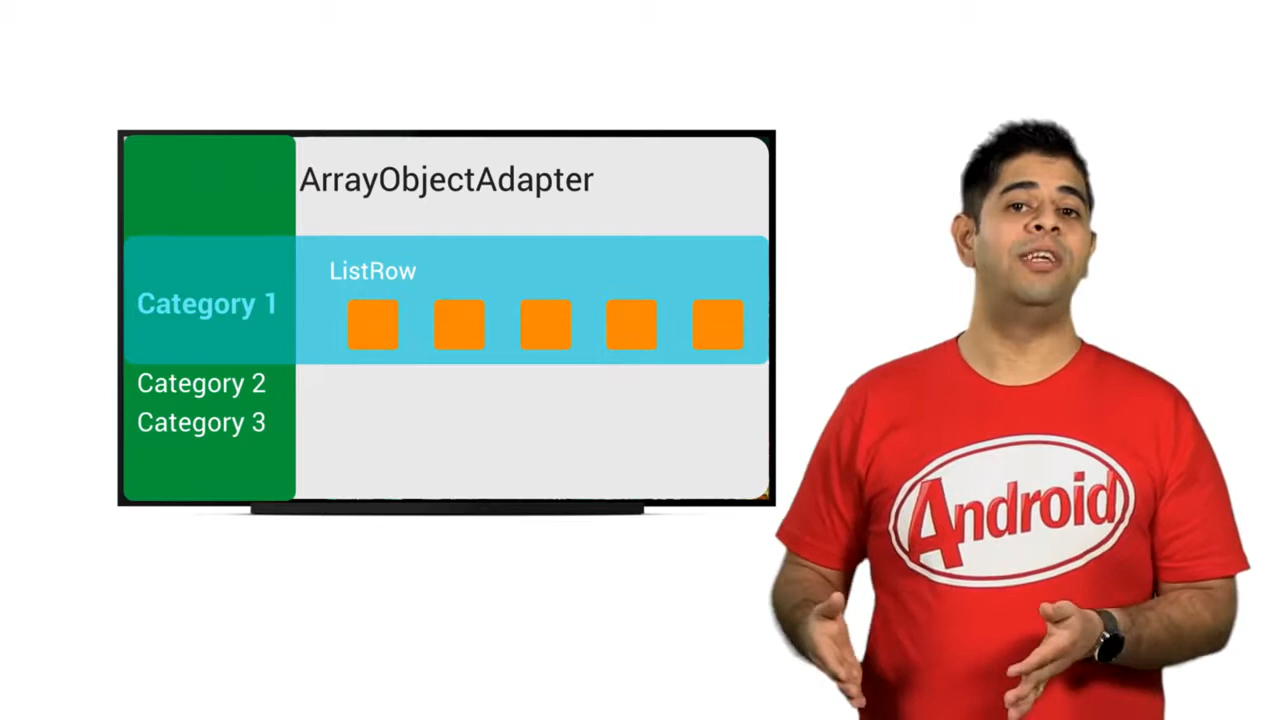 ArrayObjectAdapter
ListRow
Category 1
Category 2
Category 3
Android